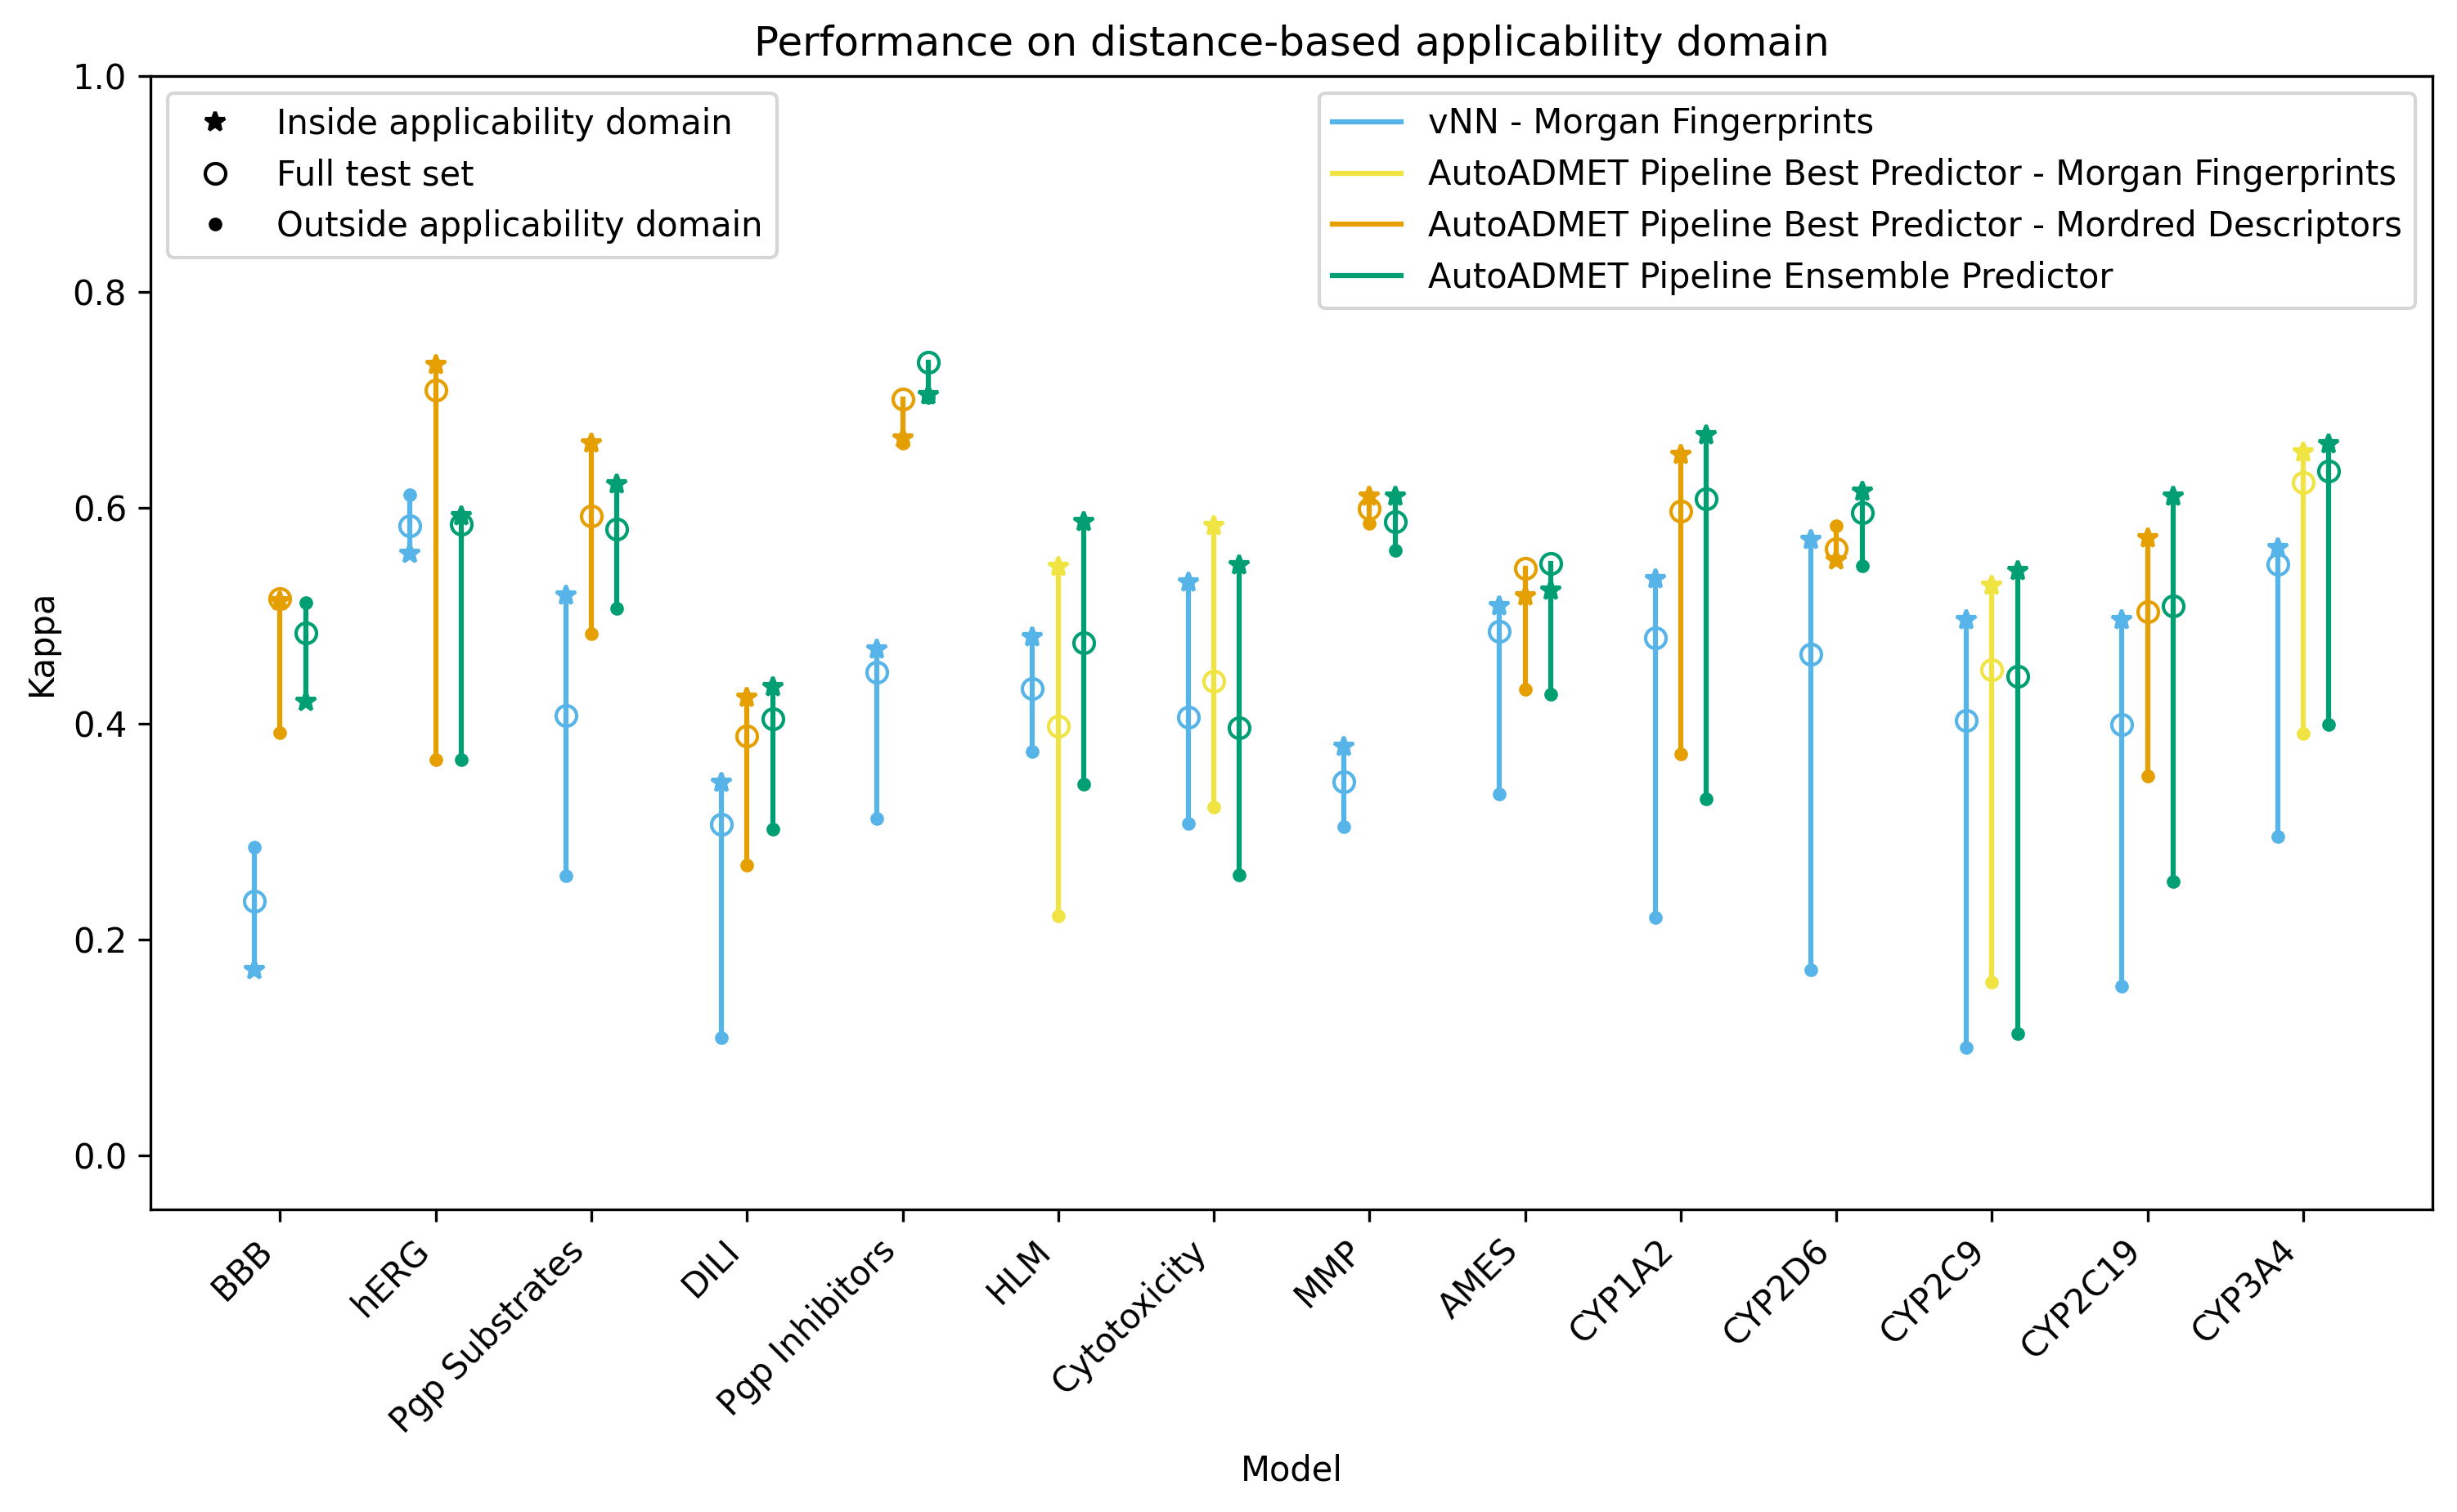 Performance on distance-based applicability domain
Inside applicability domain
Full test set
Outside applicability domain
vNN - Morgan Fingerprints
AutoADMET Pipeline Best Predictor - Morgan Fingerprints
AutoADMET Pipeline Best Predictor - Mordred Descriptors
AutoADMET Pipeline Ensemble Predictor
Kappa
1.0
0.8
0.6
0.4
0.2
0.0
BBB
hERG
Pgp Substrates
DILI
Pgp Inhibitors
HLM
Cytotoxicity
MMP
AMES
CYP1A2
CYP2D6
CYP2C9
CYP2C19
CYP3A4
Model